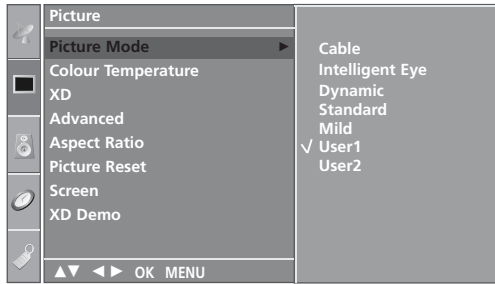 Picture
Picture Mode ►
Colour Temperature
XD
Advanced
Aspect Ratio
Picture Reset
Screen
XD Demo
▲▼ ◄► OK MENU
Cable
Intelligent Eye
Dynamic
Standard
Mild
√ User1
User2